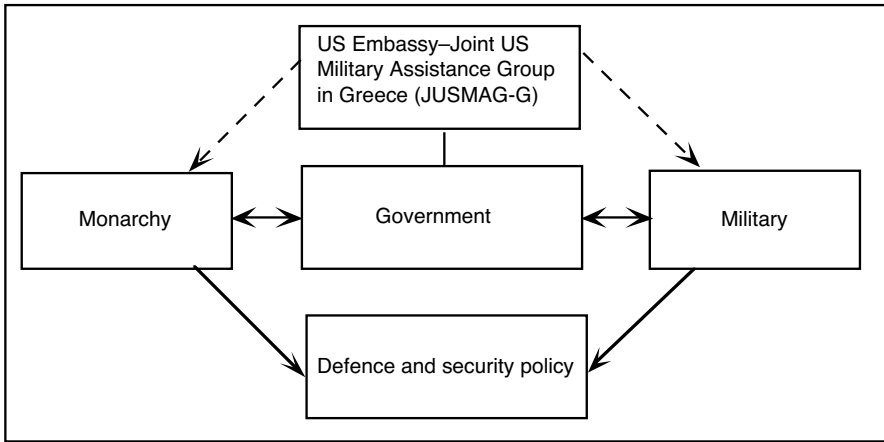 US Embassy–Joint US
Military Assistance Group
in Greece (JUSMAG-G)
Monarchy
Government
Military
Defence and security policy